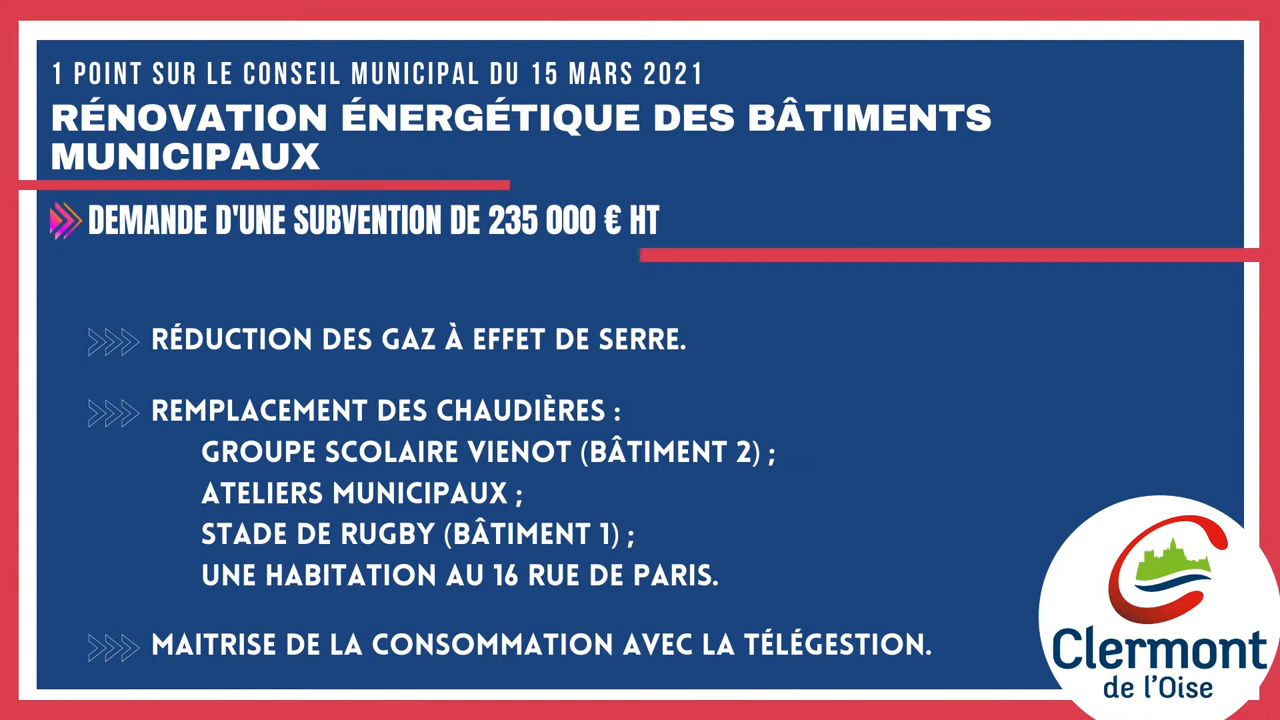 1 POINT SUR LE CONSEIL MUNICIPAL DU 15 MARS 2021
RÉNOVATION ÉNERGÉTIQUE DES BÂTIMENTS
MUNICIPAUX
DEMANDE D'UNE SUBVENTION DE 235 000 € HT
RÉDUCTION DES GAZ À EFFET DE SERRE.
REMPLACEMENT DES CHAUDIÈRES :
GROUPE SCOLAIRE VIENOT (BÂTIMENT 2) ;
ATELIERS MUNICIPAUX ;
STADE DE RUGBY (BÂTIMENT 1) ;
UNE HABITATION AU 16 RUE DE PARIS.
MAITRISE DE LA CONSOMMATION AVEC LA TÉLÉGESTION.
Clermont
de l'Oise